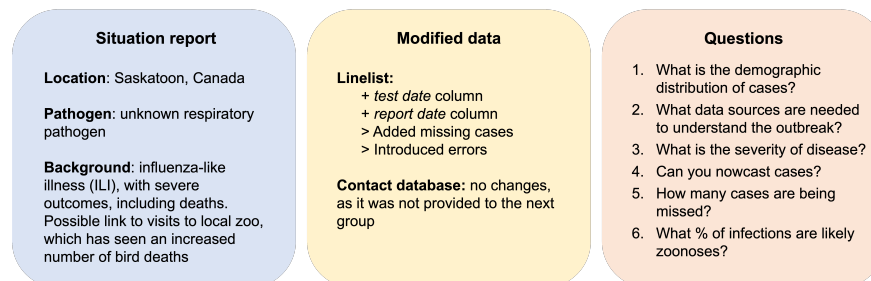 Situation report
Location: Saskatoon, Canada
Pathogen: unknown respiratory
pathogen
Background: influenza-like
illness (ILI), with severe
outcomes, including deaths.
Possible link to visits to local zoo,
which has seen an increased
number of bird deaths
Modified data
Linelist:
+ test date column
+ report date column
> Added missing cases
> Introduced errors
Contact database: no changes,
as it was not provided to the next
group
Questions
1. What is the demographic
distribution of cases?
2. What data sources are needed
to understand the outbreak?
3. What is the severity of disease?
4. Can you nowcast cases?
5. How many cases are being
missed?
6. What % of infections are likely
zoonoses?